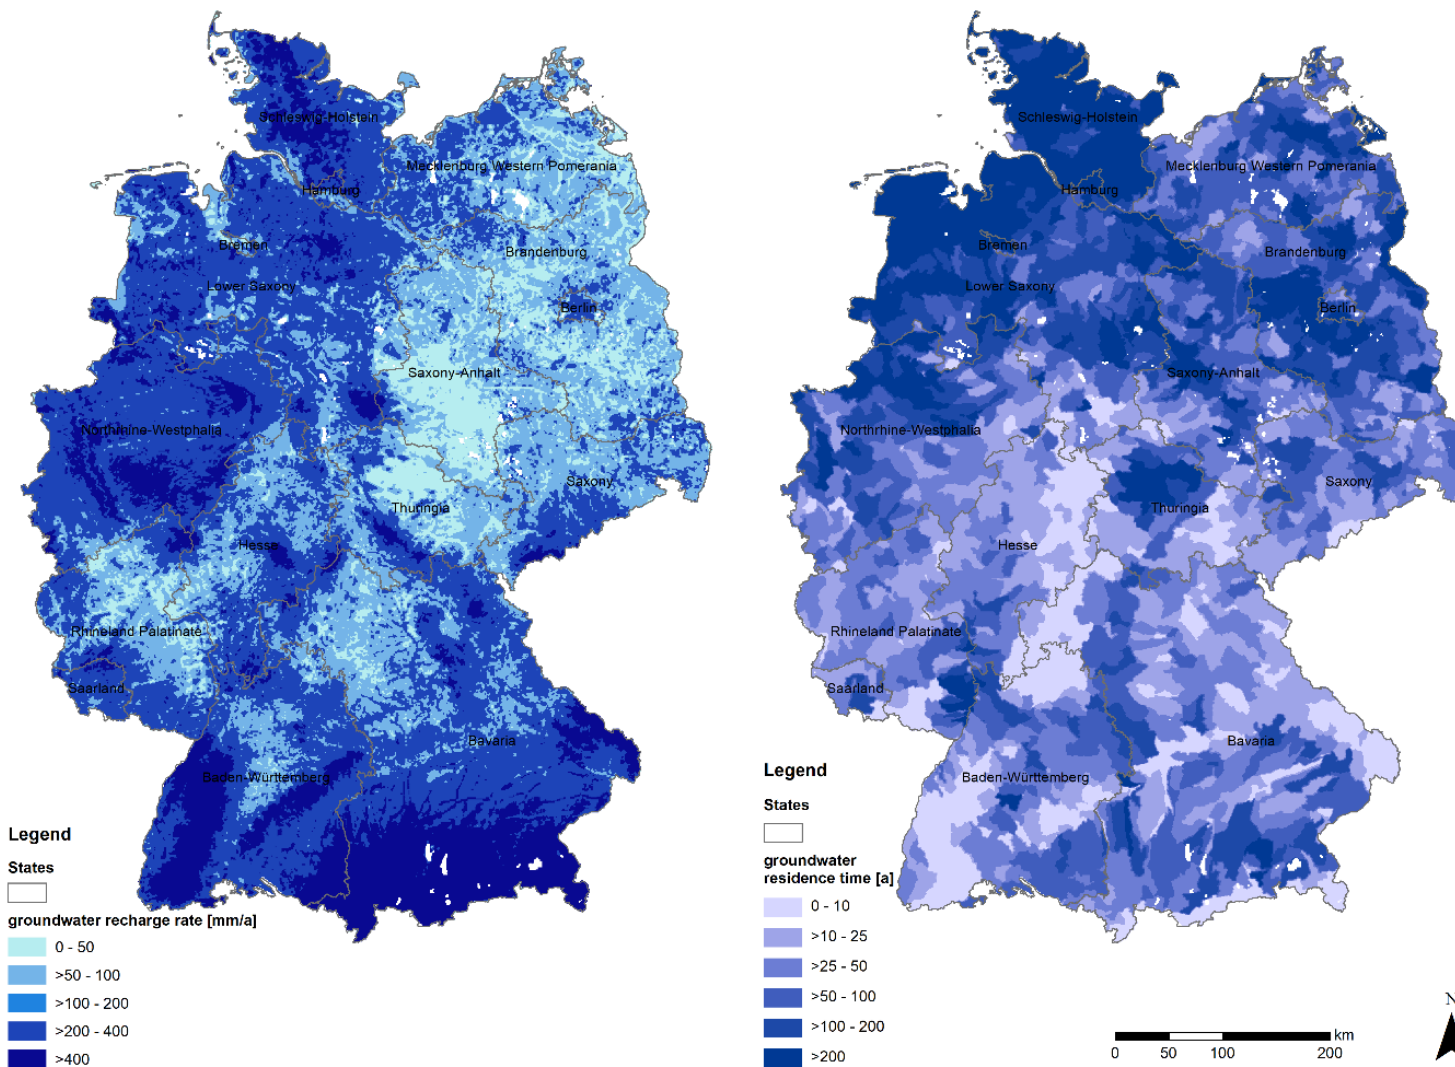 Schleswig-Holstein
Mecklenburg Western Pomerania
Hamburg
Bremen
Brandenburg
Lower Saxony
Berlin
Saxony-Anhalt
Northrhine-Westphalia
Saxony
Thuringia
Hesse
Rhineland Palatinate
Saarland
Bavaria
Baden-Württemberg
Legend
States
groundwater recharge rate [mm/a]
0 - 50
>50 - 100
>100 - 200
>200 - 400
>400
Schleswig-Holstein
Mecklenburg Western Pomerania
Hamburg
Bremen
Brandenburg
Lower Saxony
Berlin
Saxony-Anhalt
Northrhine-Westphalia
Saxony
Thuringia
Hesse
Rhineland Palatinate
Saarland
Bavaria
Baden-Württemberg
Legend
States
groundwater
residence time [a]
0 - 10
>10 - 25
>25 - 50
>50 - 100
>100 - 200
>200
N
km
0 50 100 200